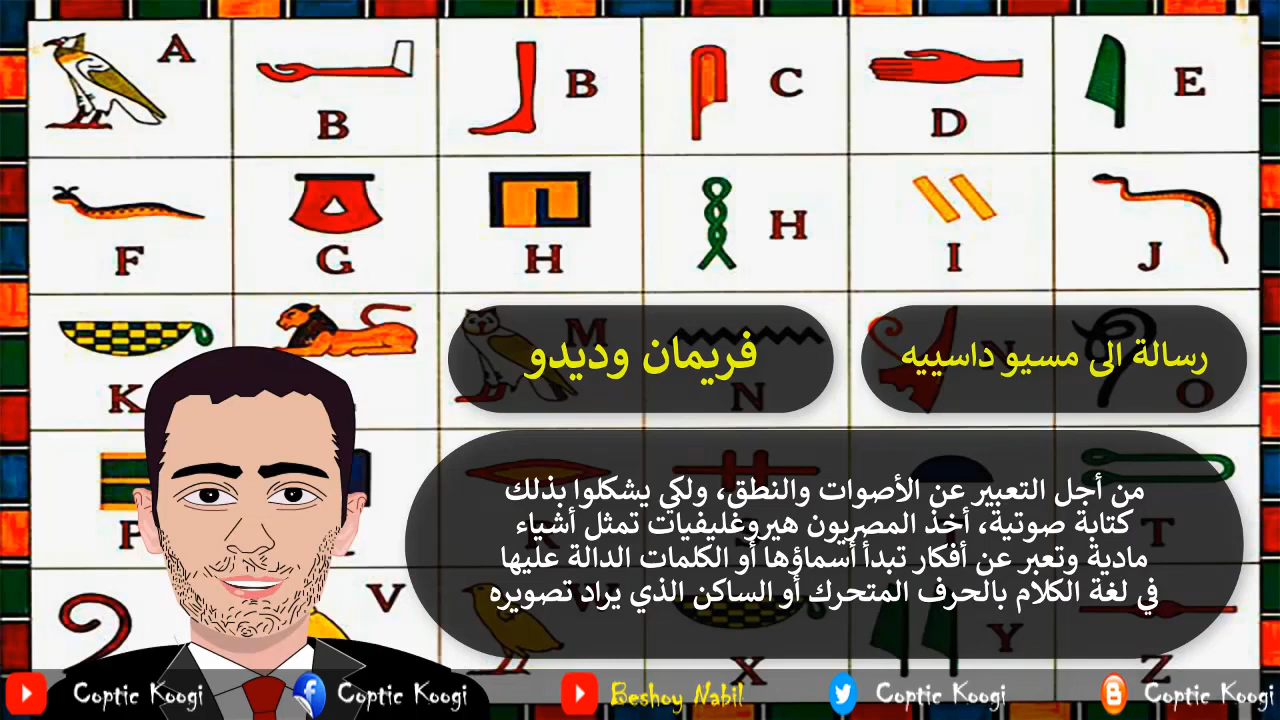 A B B C D E
F G H H I J
K M N N O
رسالة الى مسيو داسييه
فريمان وديدو
P R T
من أجل التعبير عن الأصوات والنطق، ولكي يشكلوا بذلك
كتابة صوتية، أخذ المصريون هيروغليفيات تمثل أشياء
مادية وتعبر عن أفكار تبدأ أسماؤها أو الكلمات الدالة عليها
في لغة الكلام بالحرف المتحرك أو الساكن الذي يراد تصويره
V W X Y Z
Coptic Koogi Coptic Koogi Beshoy Nabil Coptic Koogi Coptic Koogi